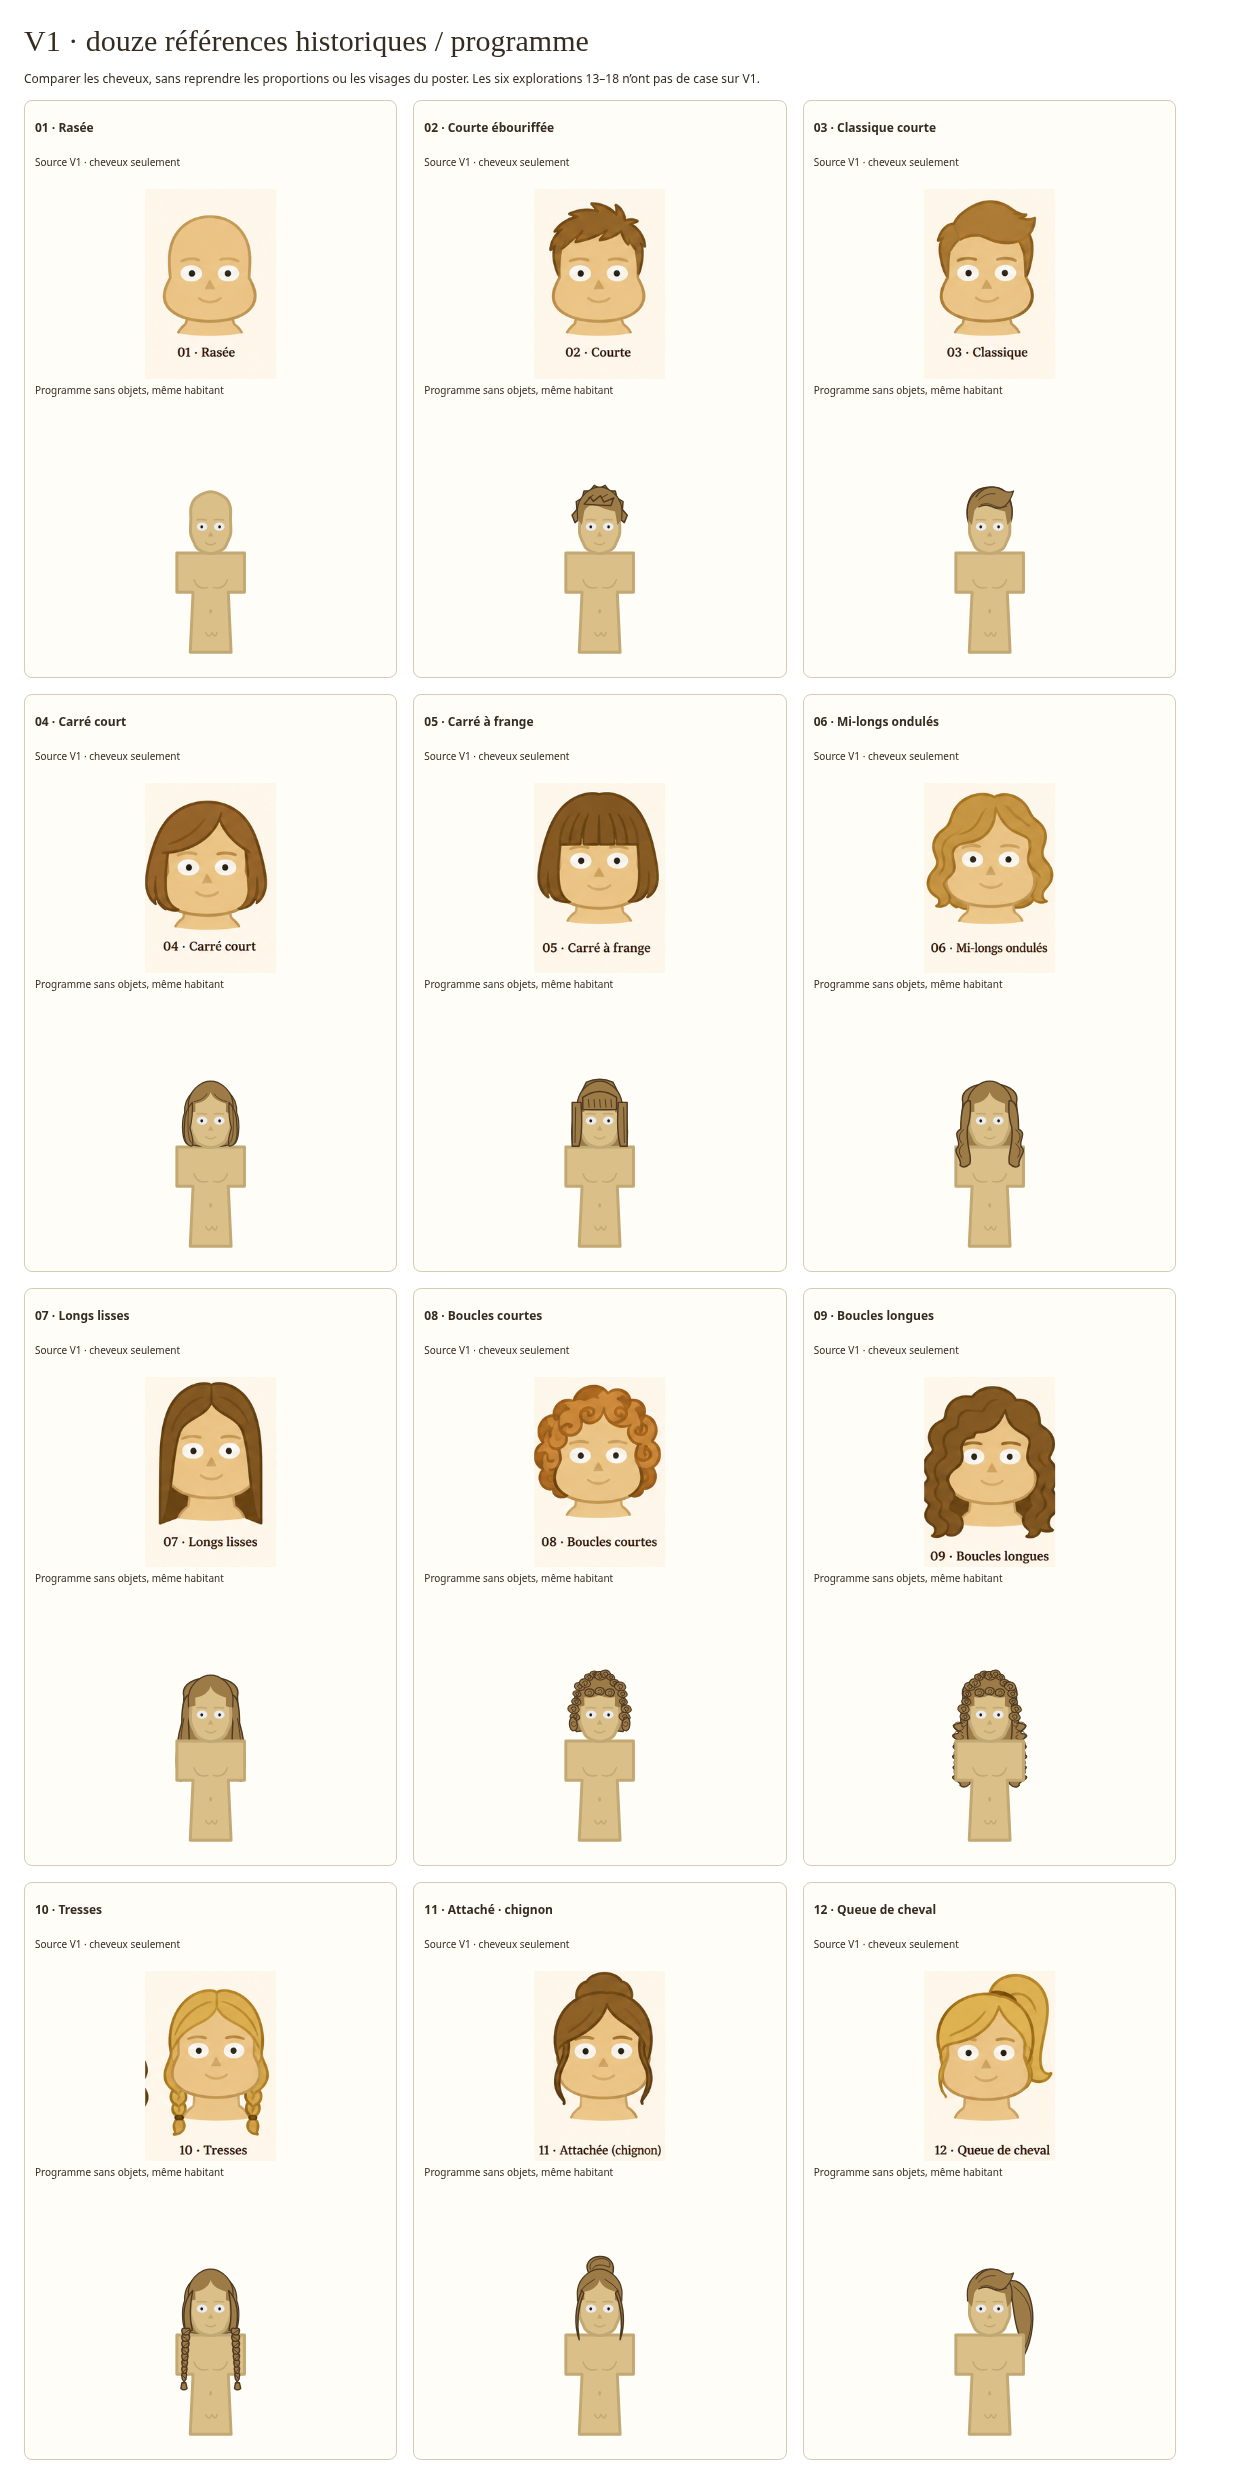 V1 · douze références historiques / programme
Comparer les cheveux, sans reprendre les proportions ou les visages du poster. Les six explorations 13–18 n’ont pas de case sur V1.
01 · Rasée
Source V1 · cheveux seulement
01 · Rasée
Programme sans objets, même habitant
02 · Courte ébouriffée
Source V1 · cheveux seulement
02 · Courte
Programme sans objets, même habitant
03 · Classique courte
Source V1 · cheveux seulement
03 · Classique
Programme sans objets, même habitant
04 · Carré court
Source V1 · cheveux seulement
04 · Carré court
Programme sans objets, même habitant
05 · Carré à frange
Source V1 · cheveux seulement
05 · Carré à frange
Programme sans objets, même habitant
06 · Mi-longs ondulés
Source V1 · cheveux seulement
06 · Mi-longs ondulés
Programme sans objets, même habitant
07 · Longs lisses
Source V1 · cheveux seulement
07 · Longs lisses
Programme sans objets, même habitant
08 · Boucles courtes
Source V1 · cheveux seulement
08 · Boucles courtes
Programme sans objets, même habitant
09 · Boucles longues
Source V1 · cheveux seulement
09 · Boucles longues
Programme sans objets, même habitant
10 · Tresses
Source V1 · cheveux seulement
10 · Tresses
Programme sans objets, même habitant
11 · Attaché · chignon
Source V1 · cheveux seulement
11 · Attachée (chignon)
Programme sans objets, même habitant
12 · Queue de cheval
Source V1 · cheveux seulement
12 · Queue de cheval
Programme sans objets, même habitant